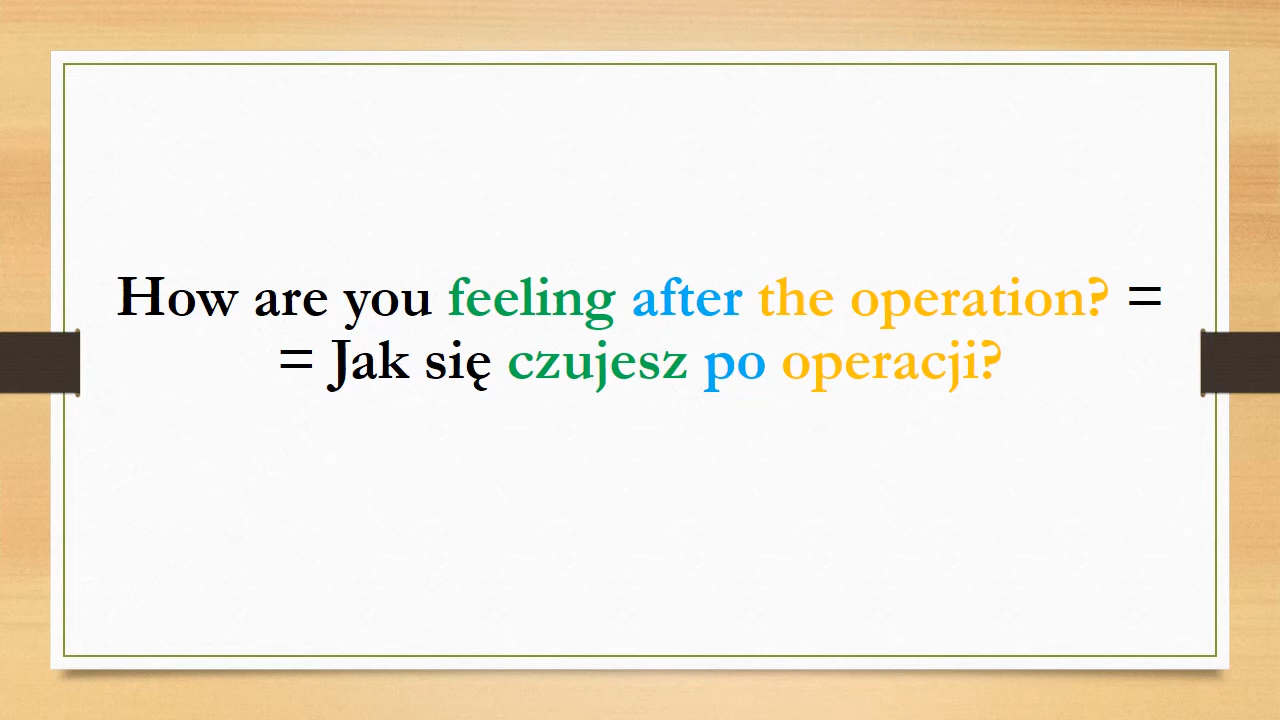 How are you feeling after the operation? =
= Jak się czujesz po operacji?